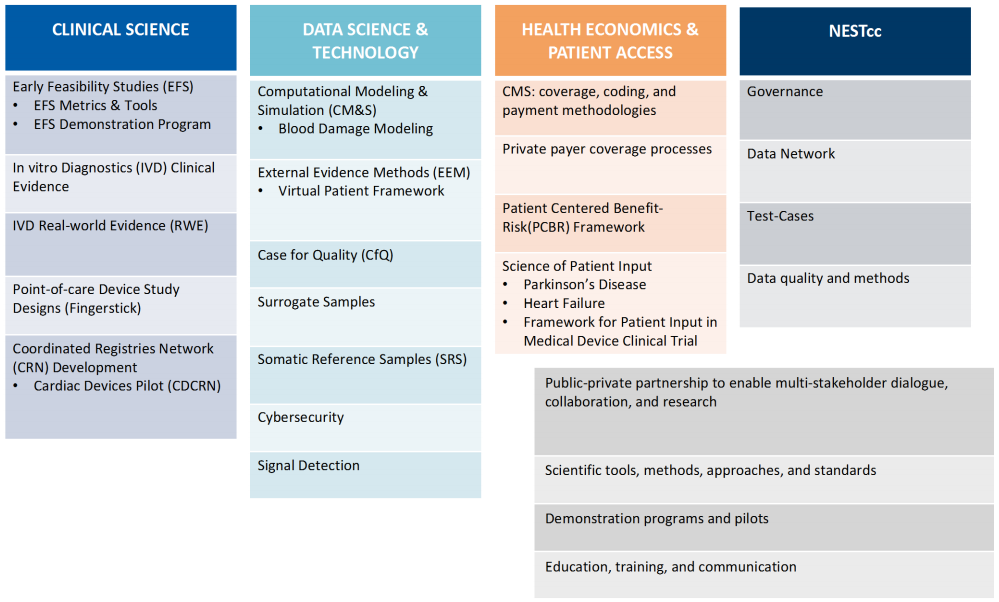 CLINICAL SCIENCE
Early Feasibility Studies (EFS)
• EFS Metrics & Tools
• EFS Demonstration Program
In vitro Diagnostics (IVD) Clinical
Evidence
IVD Real-world Evidence (RWE)
Point-of-care Device Study
Designs (Fingerstick)
Coordinated Registries Network
(CRN) Development
• Cardiac Devices Pilot (CDCRN)
DATA SCIENCE &
TECHNOLOGY
Computational Modeling &
Simulation (CM&S)
• Blood Damage Modeling
External Evidence Methods (EEM)
• Virtual Patient Framework
Case for Quality (CfQ)
Surrogate Samples
Somatic Reference Samples (SRS)
Cybersecurity
Signal Detection
HEALTH ECONOMICS &
PATIENT ACCESS
CMS: coverage, coding, and
payment methodologies
Private payer coverage processes
Patient Centered Benefit-
Risk(PCBR) Framework
Science of Patient Input
• Parkinson's Disease
• Heart Failure
• Framework for Patient Input in
Medical Device Clinical Trial
NESTcc
Governance
Data Network
Test-Cases
Data quality and methods
Public-private partnership to enable multi-stakeholder dialogue,
collaboration, and research
Scientific tools, methods, approaches, and standards
Demonstration programs and pilots
Education, training, and communication